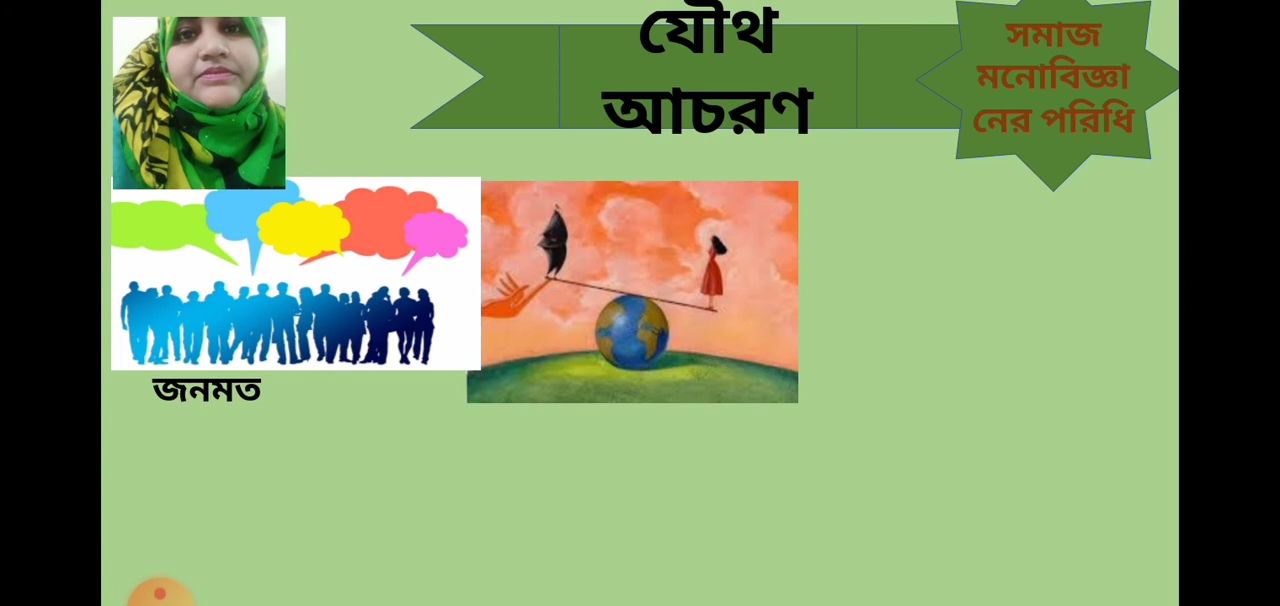 যৌথ
আচরণ
সমাজ
মনোবিজ্ঞা
নের পরিধি
জনমত